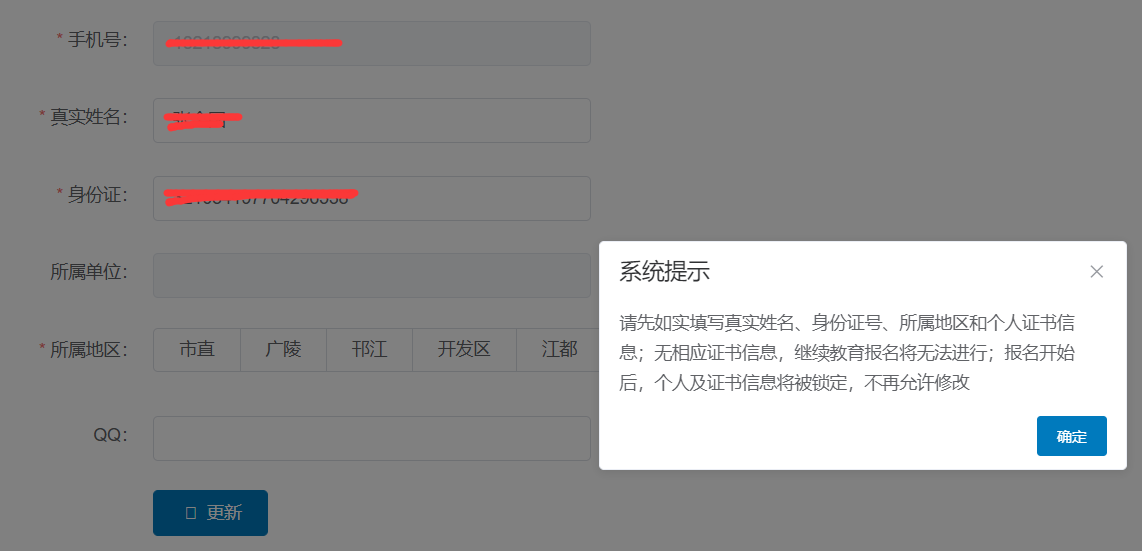 * 手机号：
* 真实姓名：
* 身份证：
所属单位：
* 所属地区： 市直 广陵 邗江 开发区 江都
系统提示
请先如实填写真实姓名、身份证号、所属地区和个人证书信
息；无相应证书信息，继续教育报名将无法进行；报名开始
后，个人及证书信息将被锁定，不再允许修改
确定
QQ：
更新